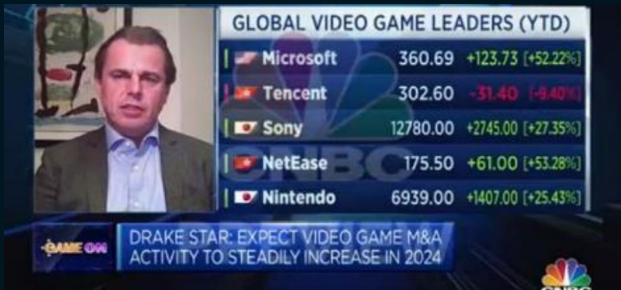 GLOBAL VIDEO GAME LEADERS (YTD)
Microsoft 360.69 +123.73 [+52.22%]
Tencent 302.60 -31.40 [-9.40%]
Sony 12780.00 +2745.00 [+27.35%]
NetEase 175.50 +61.00 [+53.28%]
Nintendo 6939.00 +1407.00 [+25.43%]
CNBC
GAME ON
DRAKE STAR: EXPECT VIDEO GAME M&A
ACTIVITY TO STEADILY INCREASE IN 2024
CNBC